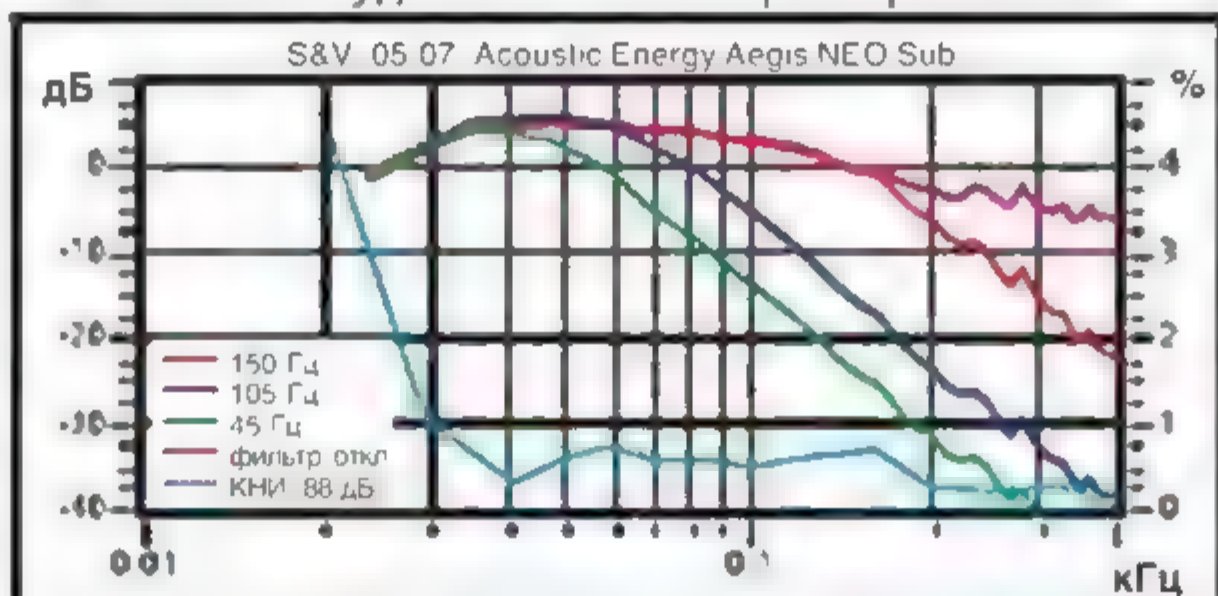 S&V 05 07 Acoustic Energy Aegis NEO Sub
дБ %
0 4
-10 3
-20 2
-30 1
-40 0
150 Гц
105 Гц
45 Гц
фильтр откл
КНИ 88 дБ
0 01 0 1
кГц